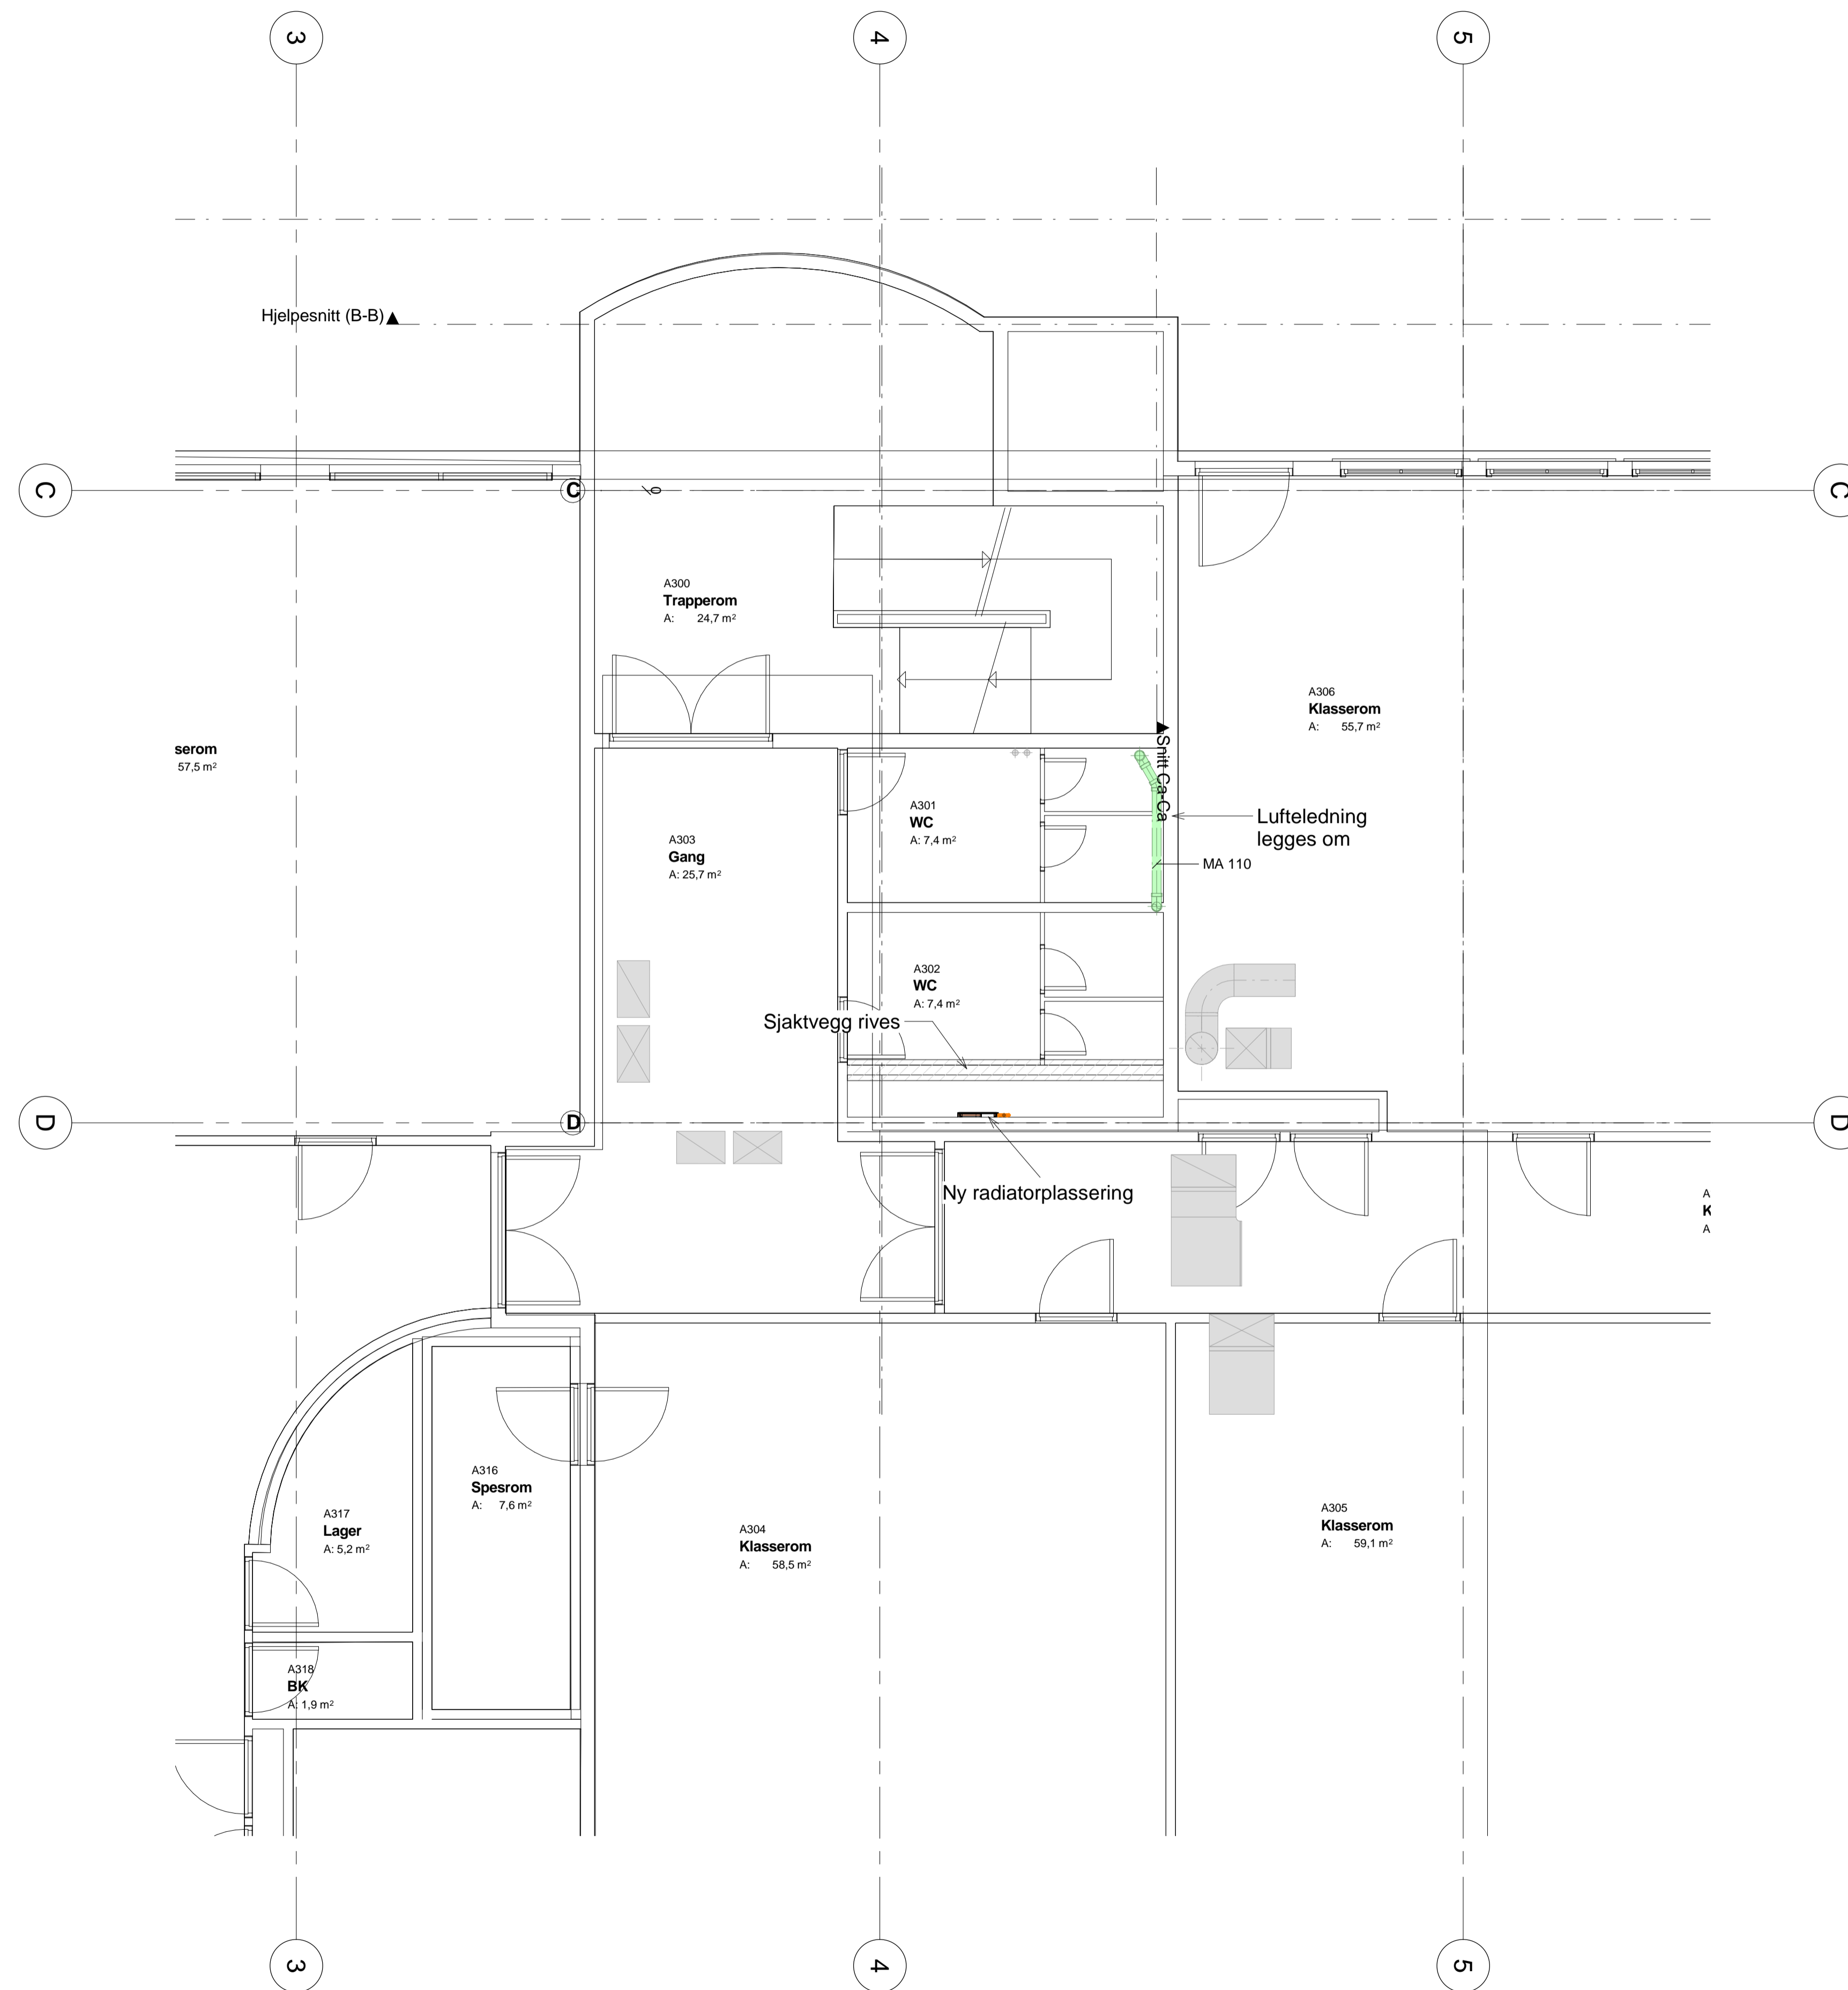 3
4
5
Hjelpesnitt (B-B)
C
C
0
C
A300
Trapperom
A: 24,7 m²
A306
Klasserom
A: 55,7 m²
serom
57,5 m²
Snitt Ca-Ca
A301
WC
A: 7,4 m²
Lufteledning
legges om
A303
Gang
A: 25,7 m²
MA 110
A302
WC
A: 7,4 m²
Sjaktvegg rives
D
D
D
Ny radiatorplassering
A
K
A
A316
Spesrom
A: 7,6 m²
A317
Lager
A: 5,2 m²
A304
Klasserom
A: 58,5 m²
A305
Klasserom
A: 59,1 m²
A318
BK
A: 1,9 m²
3
4
5